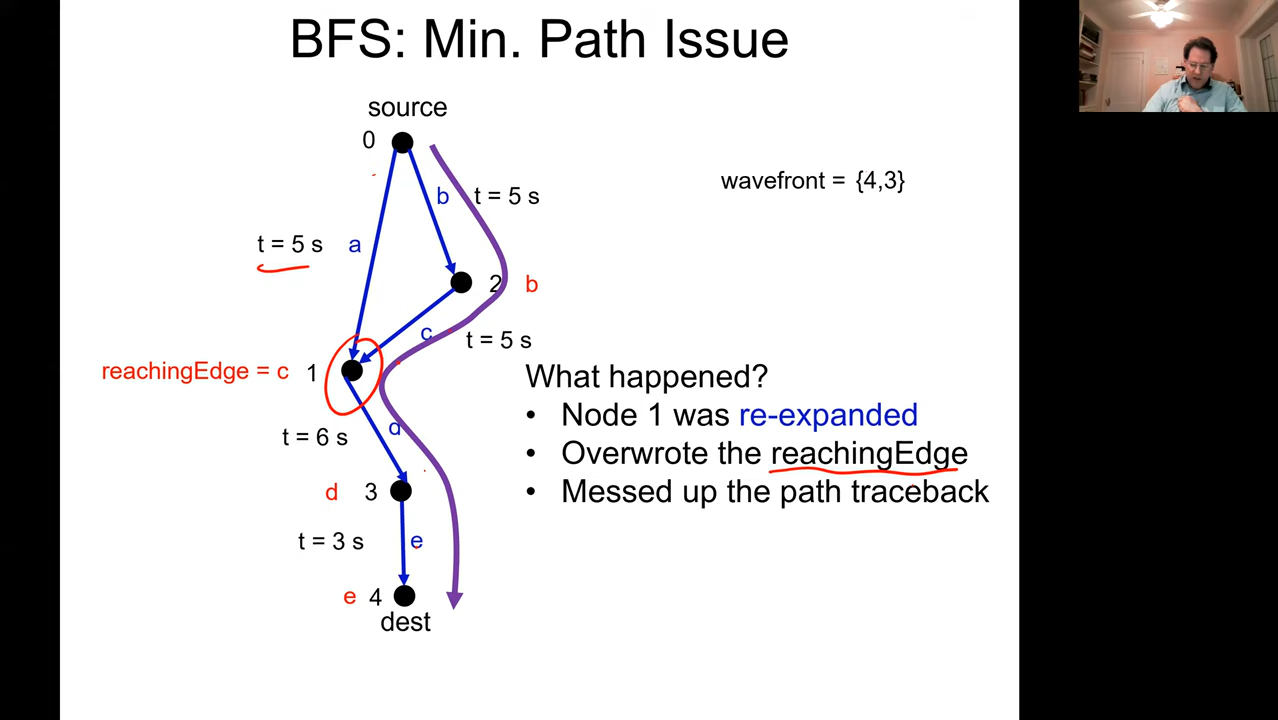 BFS: Min. Path Issue
source
0
wavefront = {4,3}
b t = 5 s
t = 5 s a
2 b
c t = 5 s
reachingEdge = c 1
What happened?
• Node 1 was re-expanded
t = 6 s d
• Overwrote the reachingEdge
d 3
• Messed up the path traceback
t = 3 s e
e 4
dest